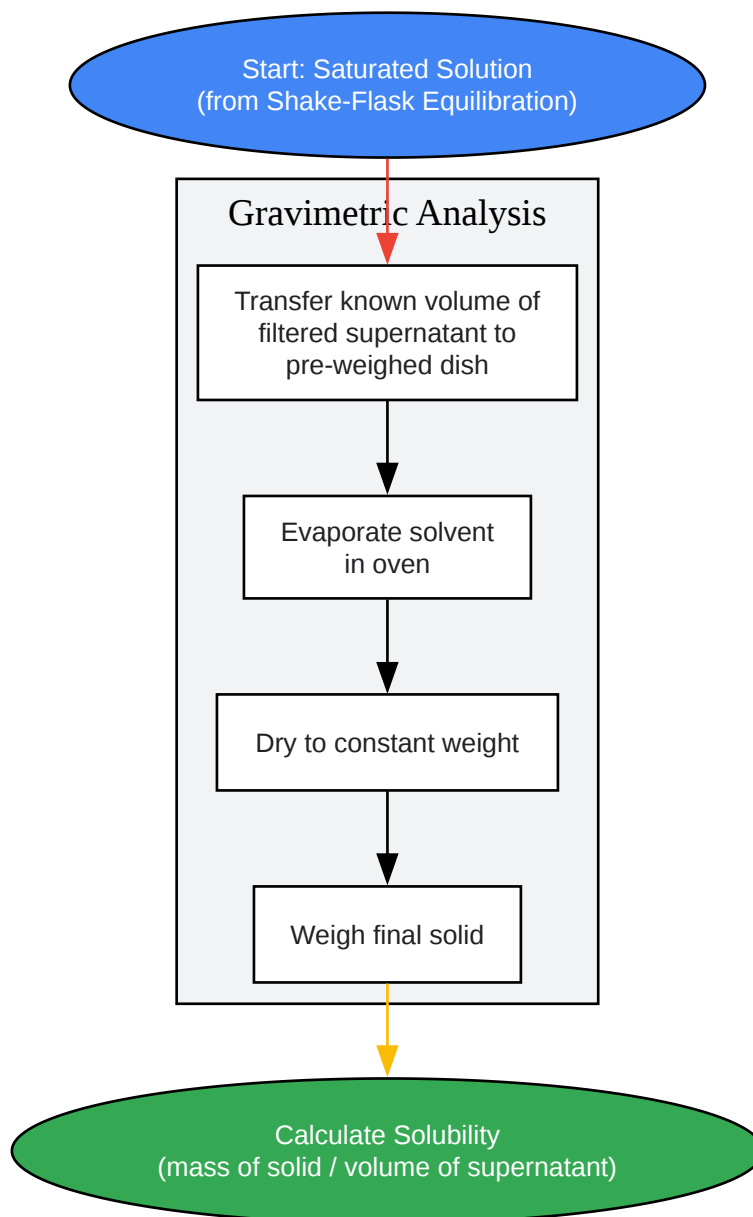 Start: Saturated Solution
(from Shake-Flask Equilibration)
Gravimetric Analysis
Transfer known volume of
filtered supernatant to
pre-weighed dish
Evaporate solvent
in oven
Dry to constant weight
Weigh final solid
Calculate Solubility
(mass of solid / volume of supernatant)